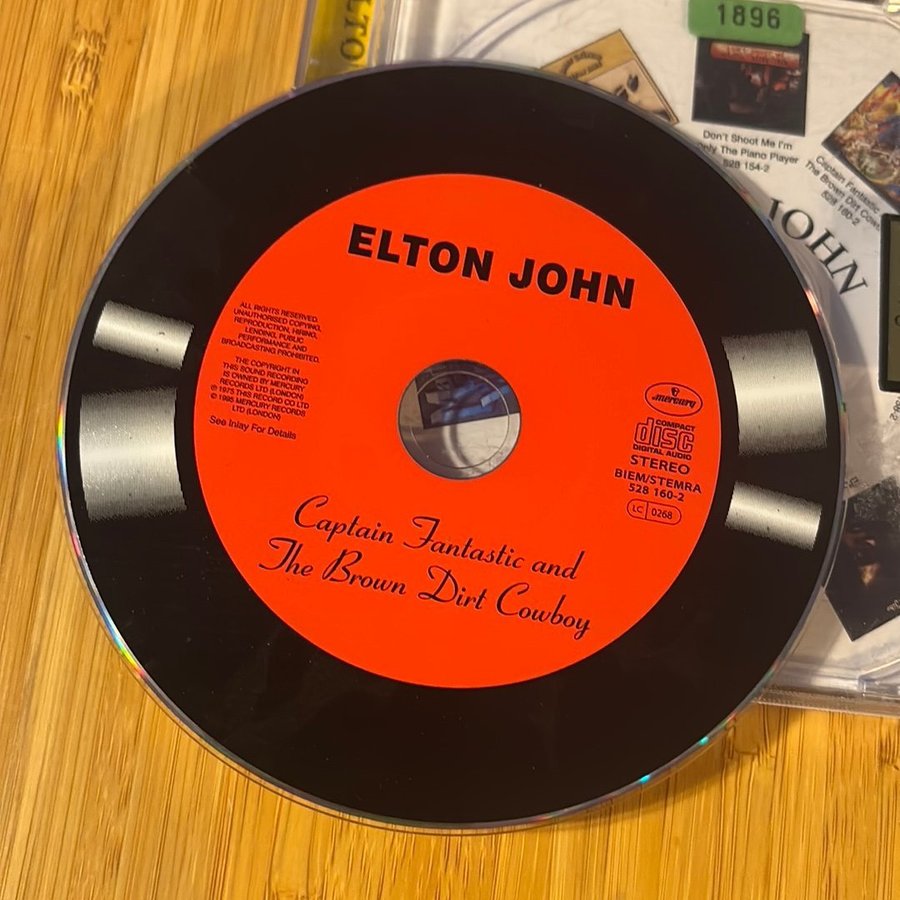 ELTO
1896
Don't Shoot Me I'm
Only The Piano Player
528 154-2
Captain Fantastic
The Brown Dirt Cow
528 160-2
JOHN
ELTON JOHN
ALL RIGHTS RESERVED.
UNAUTHORISED COPYING,
REPRODUCTION, HIRING,
LENDING, PUBLIC
PERFORMANCE AND
BROADCASTING PROHIBITED.
THE COPYRIGHT IN
THIS SOUND RECORDING
IS OWNED BY MERCURY
RECORDS LTD (LONDON)
℗ 1975 THIS RECORD CO LTD
© 1995 MERCURY RECORDS
LTD (LONDON)
See Inlay For Details
mercury
COMPACT
disc
DIGITAL AUDIO
STEREO
BIEM/STEMRA
528 160-2
LC 0268
Captain Fantastic and
The Brown Dirt Cowboy